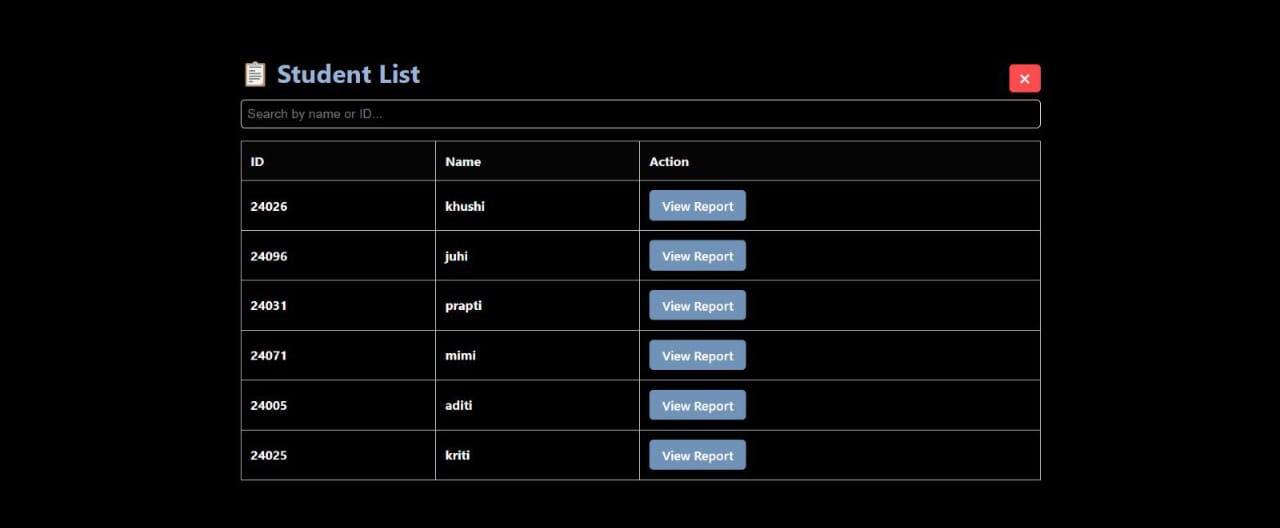 Student List
×
Search by name or ID...
ID Name Action
24026 khushi View Report
24096 juhi View Report
24031 prapti View Report
24071 mimi View Report
24005 aditi View Report
24025 kriti View Report